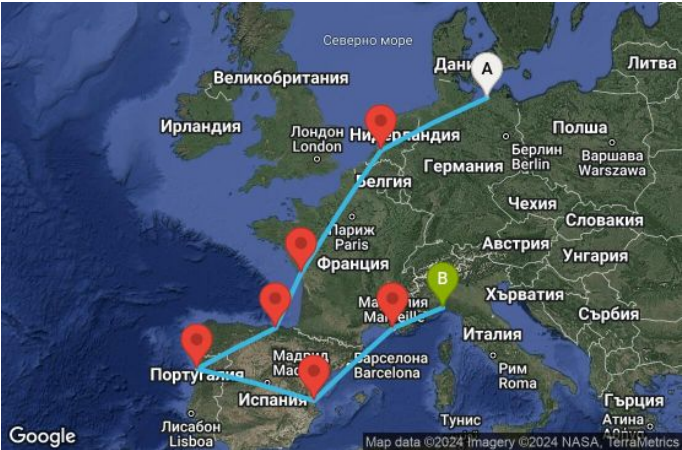 Северно море
Литва
A
Великобритания
Ирландия
Лондон
London
Полша
Берлин
Berlin
Варшава
Warszawa
Германия
Белгия
Чехия
Словакия
Париж
Paris
Австрия
Унгария
Франция
B
Хърватия
Marseille
Сърбия
Италия
Мадрид
Барселона
Barcelona
Рим
Roma
Португалия
Испания
Гърция
Лисабон
Lisboa
Тунис
Атина
Google
Map data ©2024 Imagery ©2024 NASA, TerraMetrics